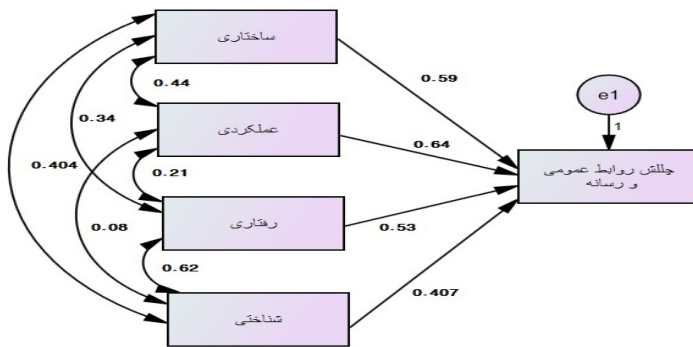 ساختاری
0.59
e1
0.44
1
عملکردی
0.34
0.64
چالش روابط عمومی
و رسانه
0.404
0.21
رفتاری
0.08
0.53
0.62
0.407
شناختی